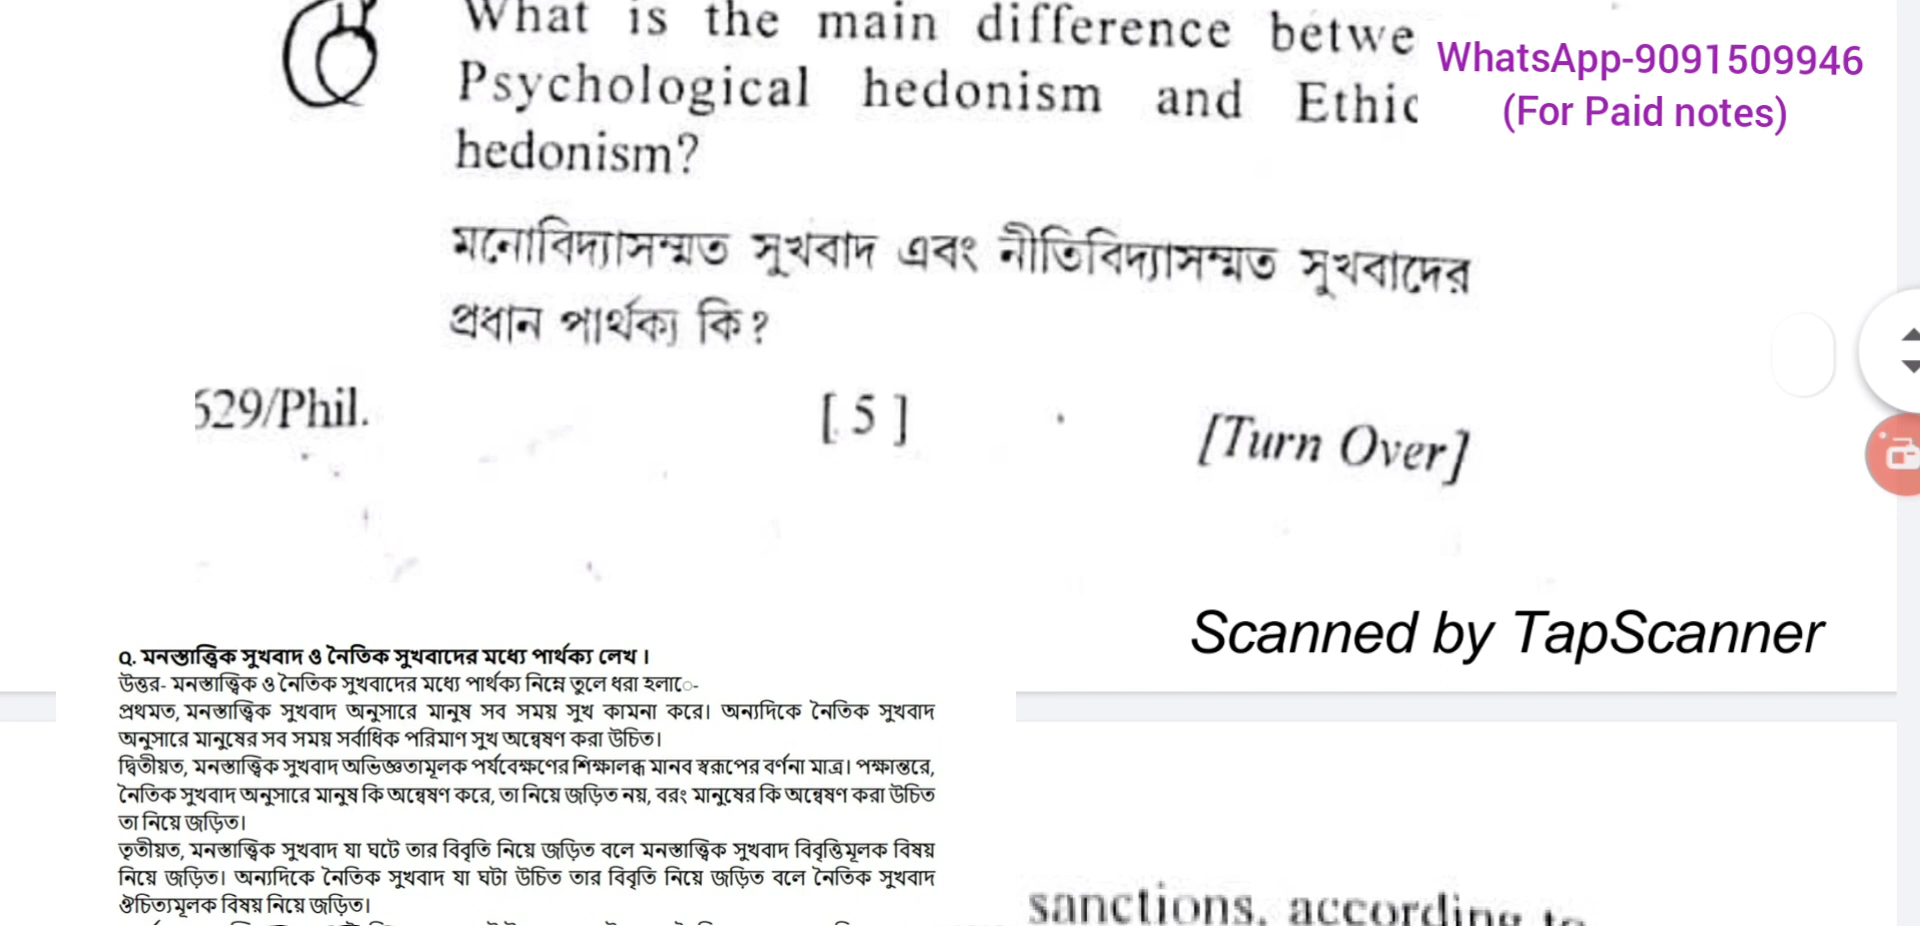 What is the main difference betwe
Psychological hedonism and Ethic
hedonism?
WhatsApp-9091509946
(For Paid notes)
মনোবিদ্যাসম্মত সুখবাদ এবং নীতিবিদ্যাসম্মত সুখবাদের
প্রধান পার্থক্য কি?
529/Phil.
[ 5 ]
[Turn Over]
Scanned by TapScanner
Q. মনস্তাত্ত্বিক সুখবাদ ও নৈতিক সুখবাদের মধ্যে পার্থক্য লেখ।
উত্তর- মনস্তাত্ত্বিক ও নৈতিক সুখবাদের মধ্যে পার্থক্য নিম্নে তুলে ধরা হলাে-
প্রথমত, মনস্তাত্ত্বিক সুখবাদ অনুসারে মানুষ সব সময় সুখ কামনা করে। অন্যদিকে নৈতিক সুখবাদ
অনুসারে মানুষের সব সময় সর্বাধিক পরিমাণ সুখ অন্বেষণ করা উচিত।
দ্বিতীয়ত, মনস্তাত্ত্বিক সুখবাদ অভিজ্ঞতামূলক পর্যবেক্ষণের শিক্ষালব্ধ মানব স্বরূপের বর্ণনা মাত্র। পক্ষান্তরে,
নৈতিক সুখবাদ অনুসারে মানুষ কি অন্বেষণ করে, তা নিয়ে জড়িত নয়, বরং মানুষের কি অন্বেষণ করা উচিত
তা নিয়ে জড়িত।
তৃতীয়ত, মনস্তাত্ত্বিক সুখবাদ যা ঘটে তার বিবৃতি নিয়ে জড়িত বলে মনস্তাত্ত্বিক সুখবাদ বিবৃত্তিমূলক বিষয়
নিয়ে জড়িত। অন্যদিকে নৈতিক সুখবাদ যা ঘটা উচিত তার বিবৃতি নিয়ে জড়িত বলে নৈতিক সুখবাদ
ঔচিত্যমূলক বিষয় নিয়ে জড়িত।
sanctions, according to